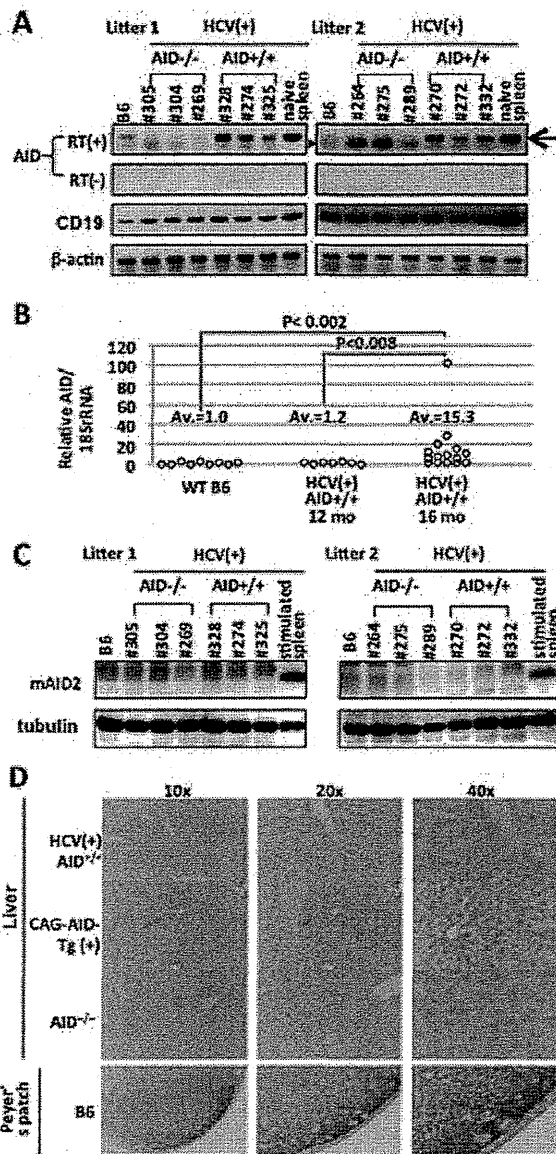 A
Litter 1 HCV(+) Litter 2 HCV(+)
AID-/- AID+/+ AID-/- AID+/+
B6 #305 #304 #269 #328 #274 #325 naive spleen B6 #264 #275 #289 #270 #272 #332 naive spleen
AID RT(+)
RT(-)
CD19
β-actin
B
P< 0.002
P<0.008
Relative AID/
18SrRNA
120
100
80
60
40
20
0
Av.=1.0 Av.=1.2 Av.=15.3
WT B6
HCV(+)
AID+/+
12 mo
HCV(+)
AID+/+
16 mo
C
Litter 1 HCV(+) Litter 2 HCV(+)
AID-/- AID+/+ AID-/- AID+/+
B6 #305 #304 #269 #328 #274 #325 stimulated spleen B6 #264 #275 #289 #270 #272 #332 stimulated spleen
mAID2
tubulin
D
10x 20x 40x
Liver
HCV(+)
CAG-AID-
Tg (+)
AID-/-
Peyer'
s patch
B6